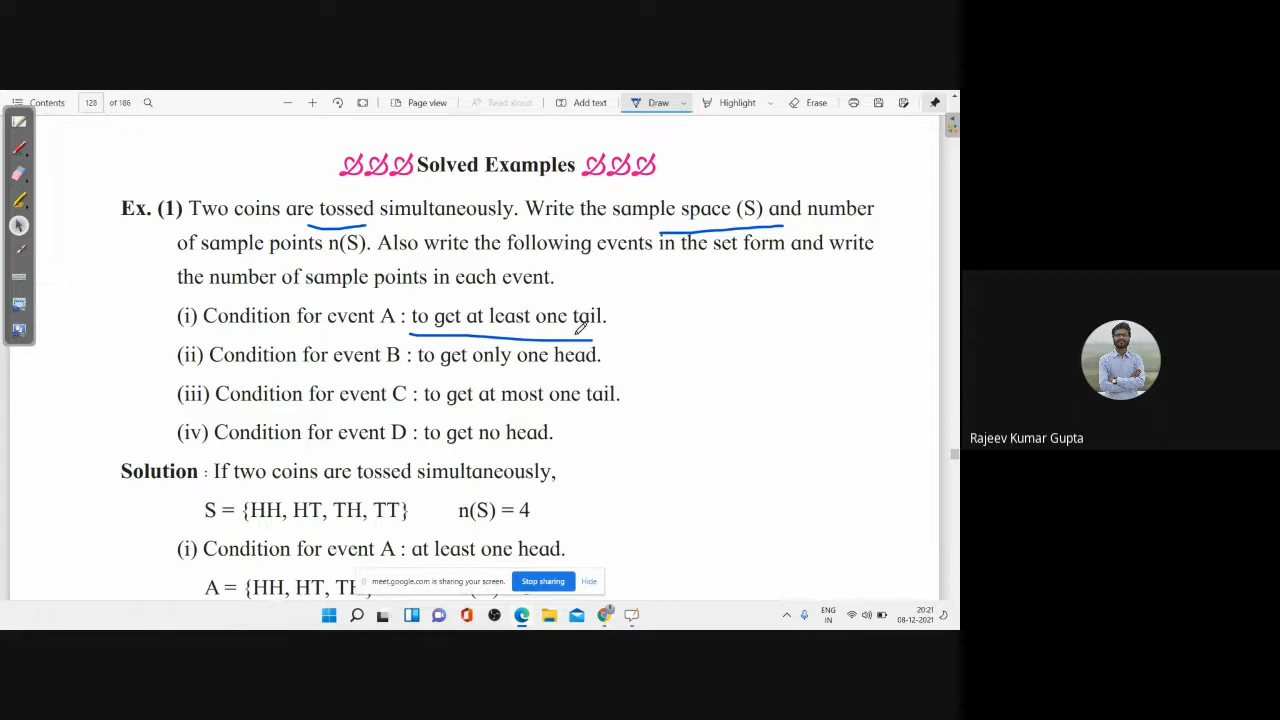 Contents 128 of 186 Page view Read aloud Add text Draw Highlight Erase
Solved Examples
Ex. (1) Two coins are tossed simultaneously. Write the sample space (S) and number
of sample points n(S). Also write the following events in the set form and write
the number of sample points in each event.
(i) Condition for event A : to get at least one tail.
(ii) Condition for event B : to get only one head.
(iii) Condition for event C : to get at most one tail.
(iv) Condition for event D : to get no head.
Solution : If two coins are tossed simultaneously,
S = {HH, HT, TH, TT} n(S) = 4
(i) Condition for event A : at least one head.
A = {HH, HT,
meet.google.com is sharing your screen. Stop sharing Hide
Rajeev Kumar Gupta
ENG
IN
20:21
08-12-2021